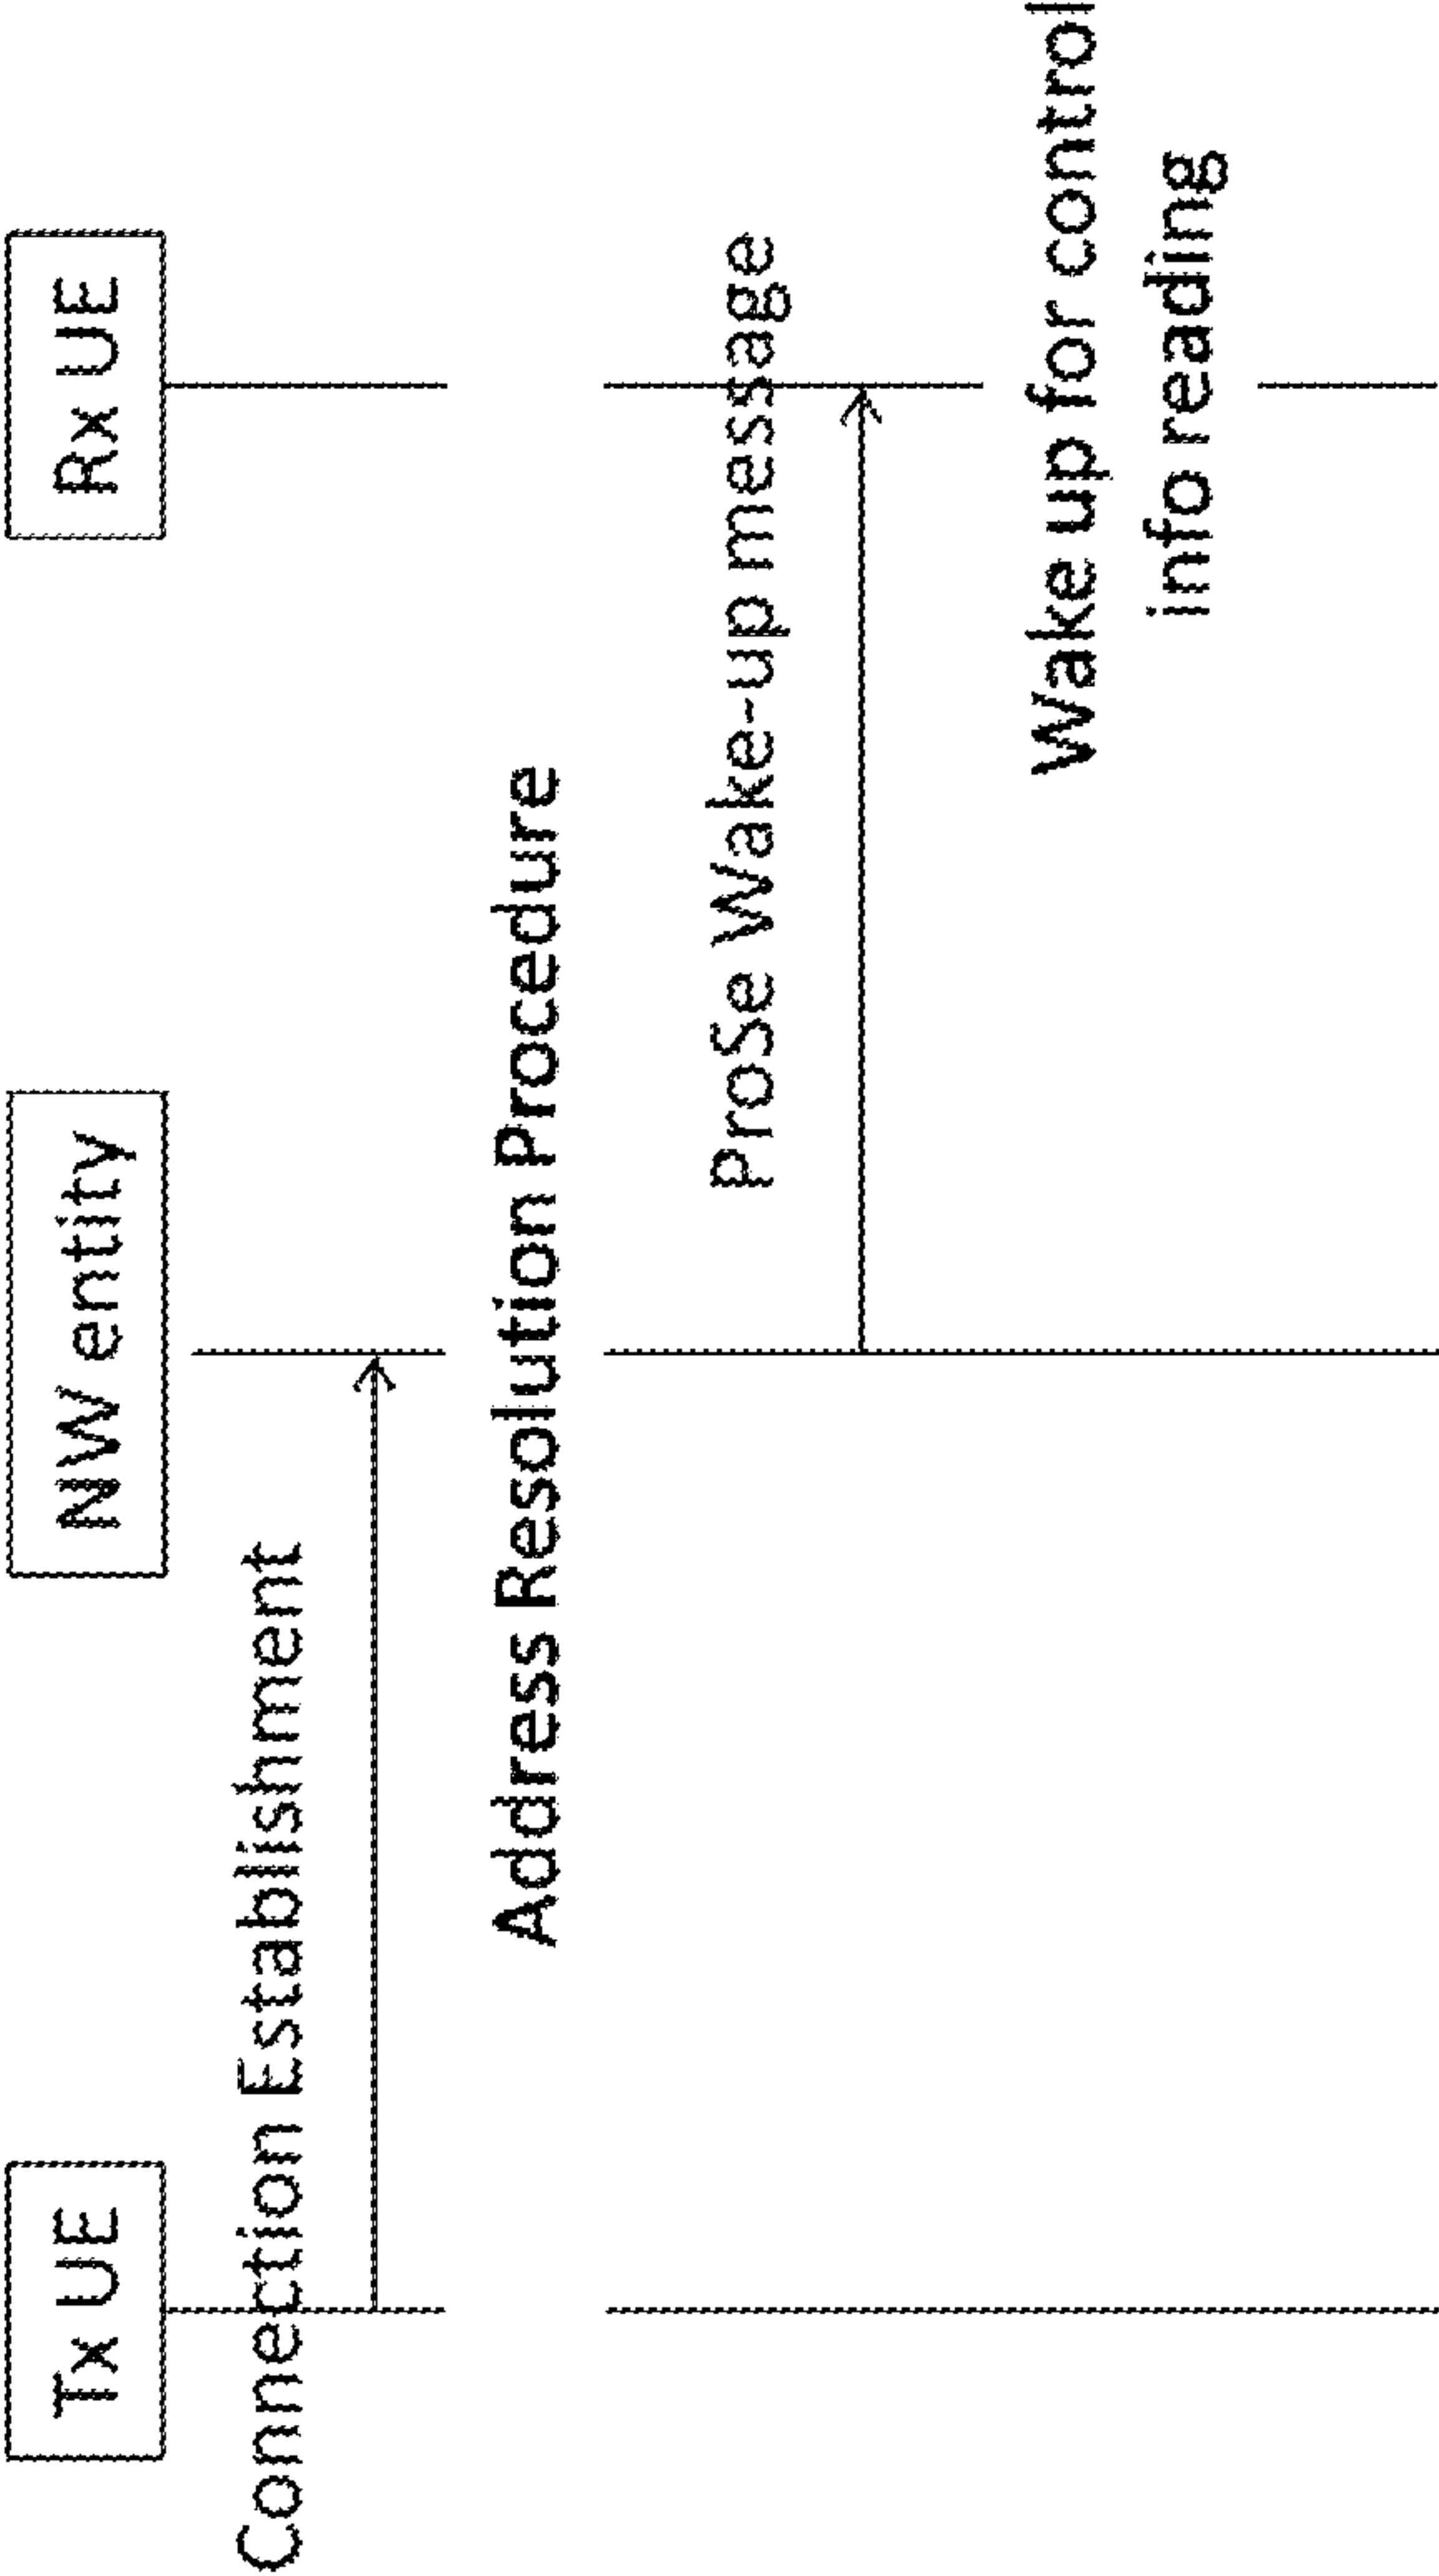 Tx UE
NW entity
Rx UE
Connection Establishment
Address Resolution Procedure
ProSe Wake-up message
Wake up for control
info reading